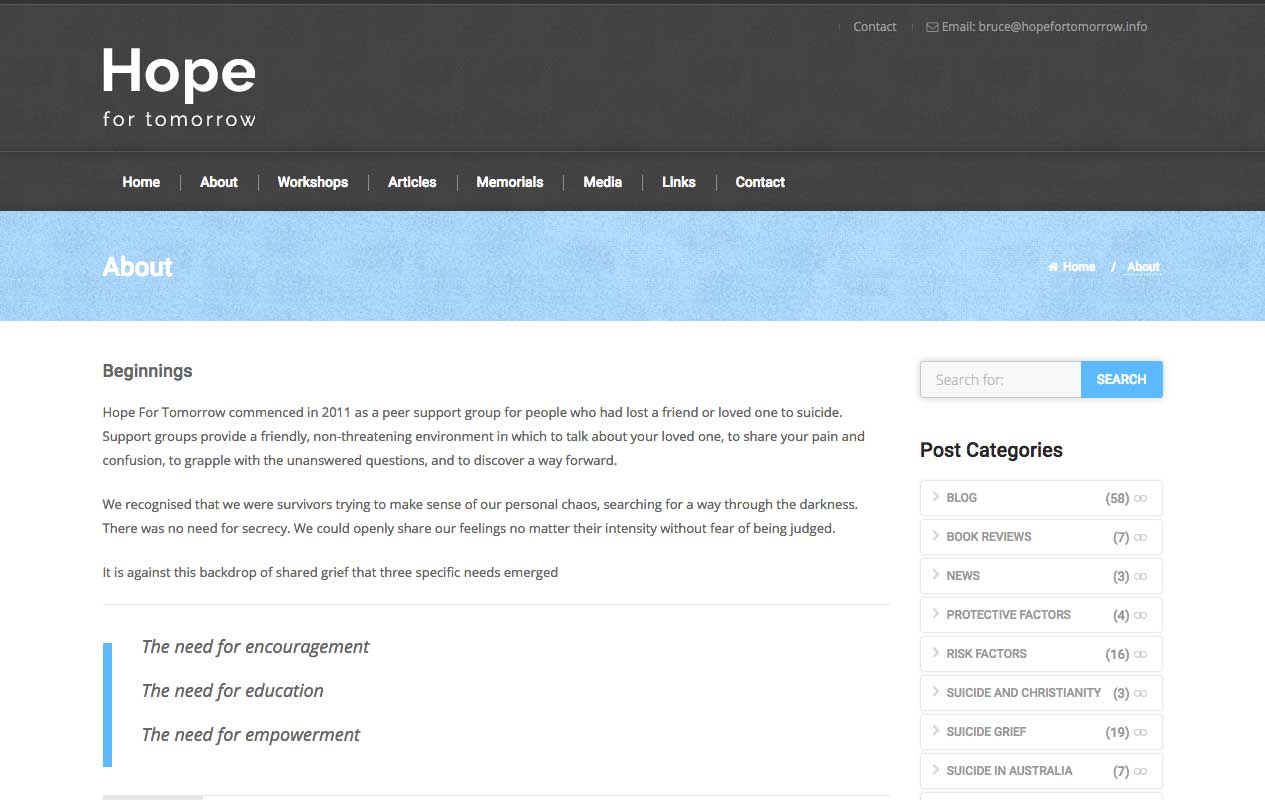 Contact
Email: bruce@hopefortomorrow.info
Hope
for tomorrow
Home
About
Workshops
Articles
Memorials
Media
Links
Contact
About
Home / About
Beginnings
Hope For Tomorrow commenced in 2011 as a peer support group for people who had lost a friend or loved one to suicide.
Support groups provide a friendly, non-threatening environment in which to talk about your loved one, to share your pain and
confusion, to grapple with the unanswered questions, and to discover a way forward.
We recognised that we were survivors trying to make sense of our personal chaos, searching for a way through the darkness.
There was no need for secrecy. We could openly share our feelings no matter their intensity without fear of being judged.
It is against this backdrop of shared grief that three specific needs emerged
The need for encouragement
The need for education
The need for empowerment
Search for:
SEARCH
Post Categories
BLOG (58)
BOOK REVIEWS (7)
NEWS (3)
PROTECTIVE FACTORS (4)
RISK FACTORS (16)
SUICIDE AND CHRISTIANITY (3)
SUICIDE GRIEF (19)
SUICIDE IN AUSTRALIA (7)